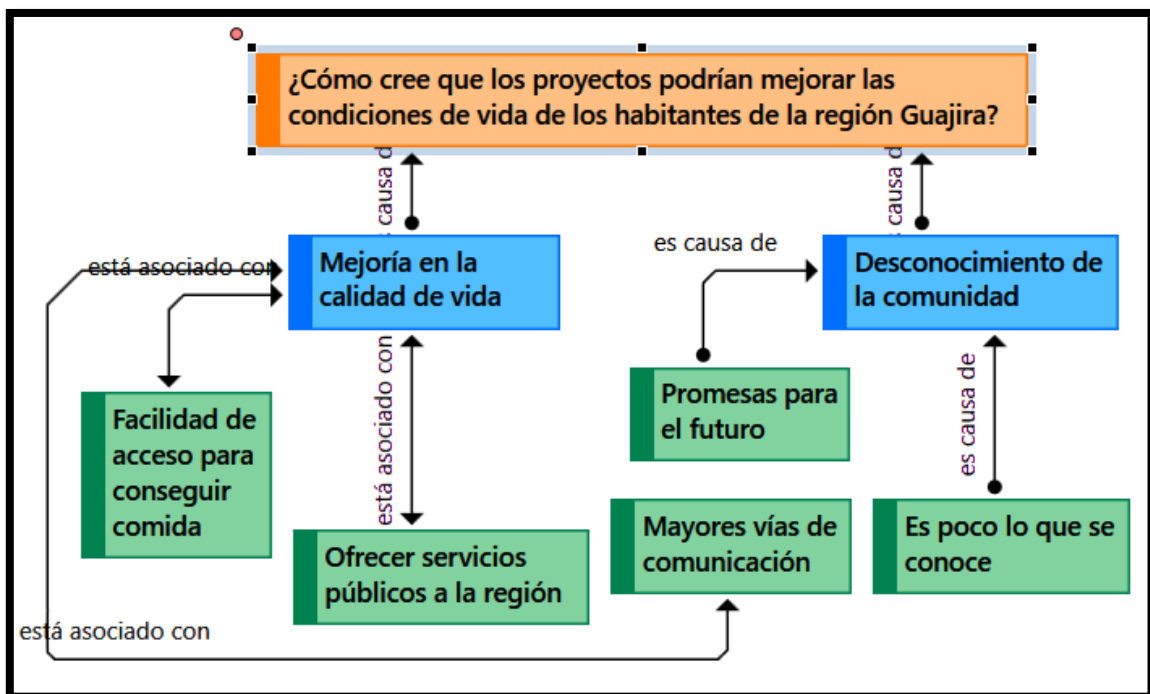 ¿Cómo cree que los proyectos podrían mejorar las
condiciones de vida de los habitantes de la región Guajira?
causa d
causa d
está asociado con
Mejoría en la
calidad de vida
es causa de
Desconocimiento de
la comunidad
está asociado con
es causa de
Facilidad de
acceso para
conseguir
comida
Promesas para
el futuro
Ofrecer servicios
públicos a la región
Mayores vías de
comunicación
Es poco lo que se
conoce
está asociado con